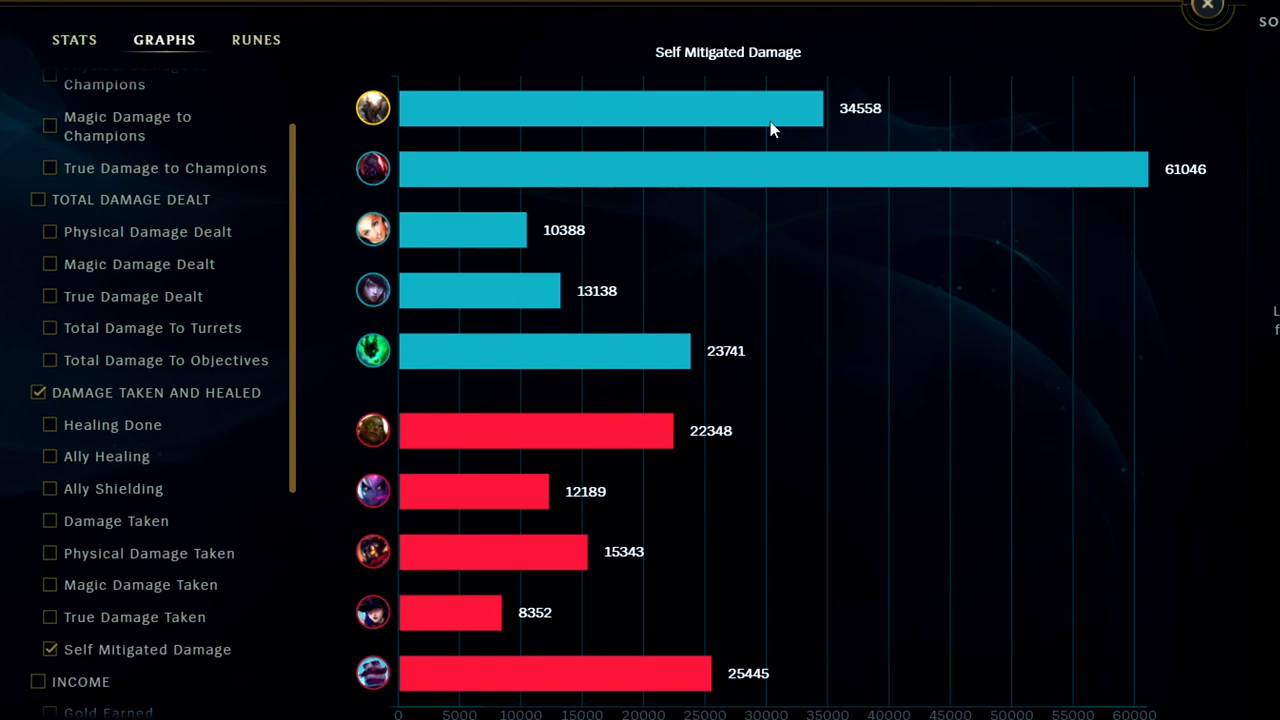 SO
STATS
GRAPHS
RUNES
Self Mitigated Damage
Champions
Magic Damage to
Champions
True Damage to Champions
TOTAL DAMAGE DEALT
Physical Damage Dealt
Magic Damage Dealt
True Damage Dealt
Total Damage To Turrets
Total Damage To Objectives
DAMAGE TAKEN AND HEALED
Healing Done
Ally Healing
Ally Shielding
Damage Taken
Physical Damage Taken
Magic Damage Taken
True Damage Taken
Self Mitigated Damage
INCOME
Gold Earned
34558
61046
10388
13138
23741
22348
12189
15343
8352
25445
0 5000 10000 15000 20000 25000 30000 35000 40000 45000 50000 55000 60000